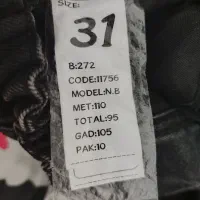 SIZE:
31
B:272
CODE:11756
MODEL:N.B
MET:110
TOTAL:95
GAD:105
PAK:10